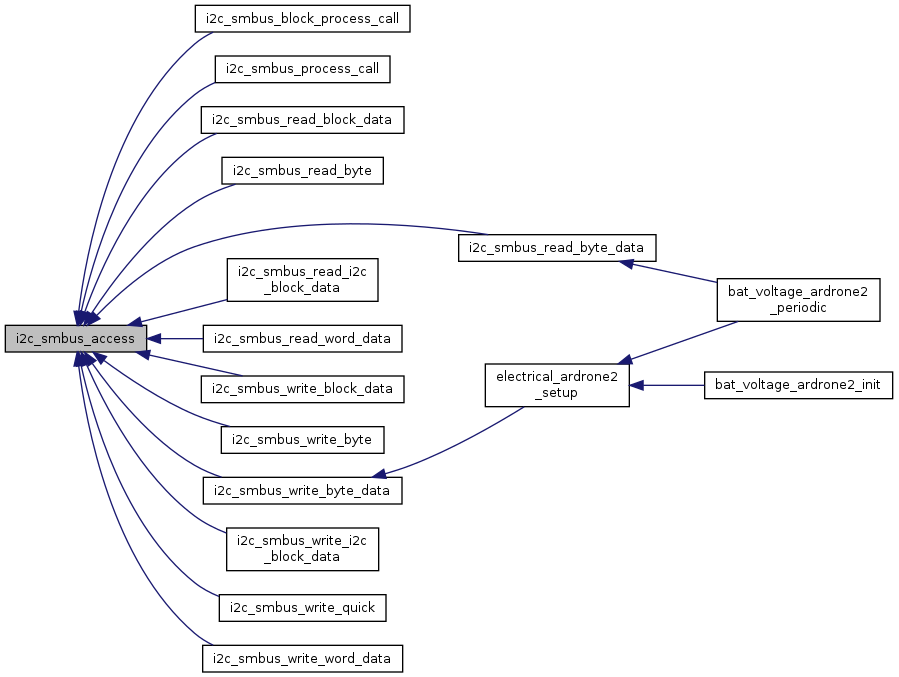 i2c_smbus_block_process_call
i2c_smbus_process_call
i2c_smbus_read_block_data
i2c_smbus_read_byte
i2c_smbus_read_byte_data
i2c_smbus_read_i2c
_block_data
bat_voltage_ardrone2
_periodic
i2c_smbus_access
i2c_smbus_read_word_data
i2c_smbus_write_block_data
electrical_ardrone2
_setup
bat_voltage_ardrone2_init
i2c_smbus_write_byte
i2c_smbus_write_byte_data
i2c_smbus_write_i2c
_block_data
i2c_smbus_write_quick
i2c_smbus_write_word_data